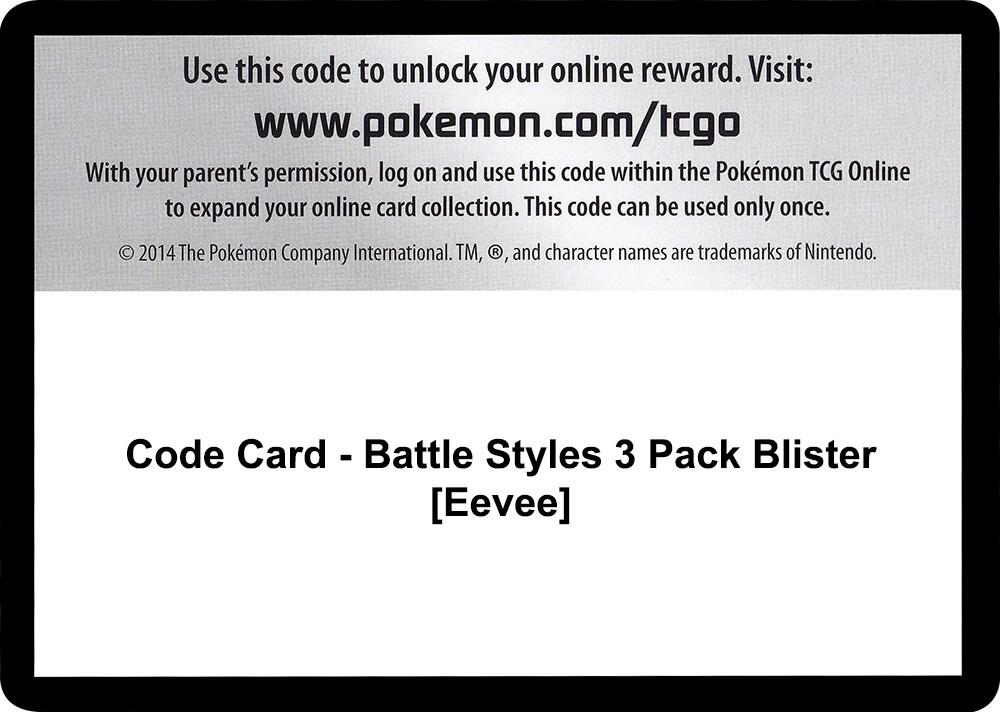 Use this code to unlock your online reward. Visit:
www.pokemon.com/tcgo
With your parent's permission, log on and use this code within the Pokémon TCG Online
to expand your online card collection. This code can be used only once.
© 2014 The Pokémon Company International. TM, ®, and character names are trademarks of Nintendo.
Code Card - Battle Styles 3 Pack Blister
[Eevee]